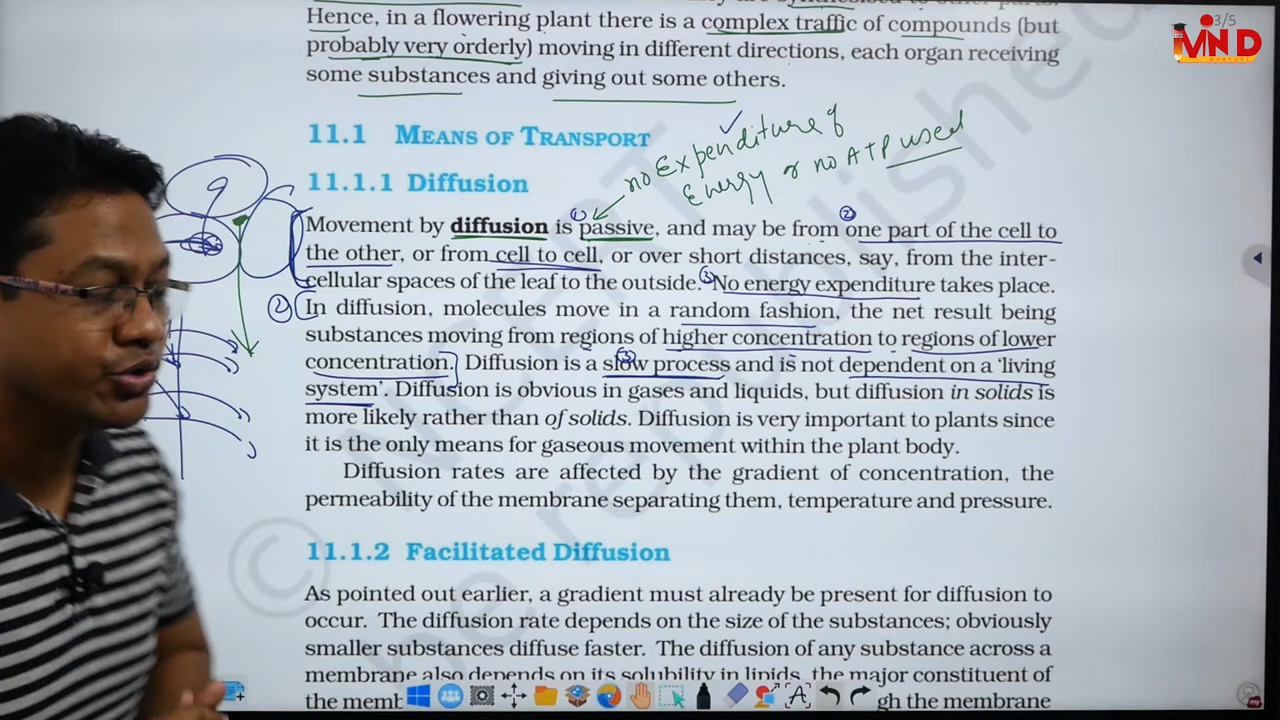 3/5
MIND
Hence, in a flowering plant there is a complex traffic of compounds (but
probably very orderly) moving in different directions, each organ receiving
some substances and giving out some others.
11.1 MEANS OF TRANSPORT
no Expenditure of
Energy or no ATP used
11.1.1 Diffusion
Movement by diffusion is passive, and may be from one part of the cell to
the other, or from cell to cell, or over short distances, say, from the inter-
cellular spaces of the leaf to the outside. No energy expenditure takes place.
In diffusion, molecules move in a random fashion, the net result being
substances moving from regions of higher concentration to regions of lower
concentration. Diffusion is a slow process and is not dependent on a 'living
system'. Diffusion is obvious in gases and liquids, but diffusion in solids is
more likely rather than of solids. Diffusion is very important to plants since
it is the only means for gaseous movement within the plant body.
Diffusion rates are affected by the gradient of concentration, the
permeability of the membrane separating them, temperature and pressure.
11.1.2 Facilitated Diffusion
As pointed out earlier, a gradient must already be present for diffusion to
occur. The diffusion rate depends on the size of the substances; obviously
smaller substances diffuse faster. The diffusion of any substance across a
membrane also depends on its solubility in lipids, the major constituent of
the gh the membrane